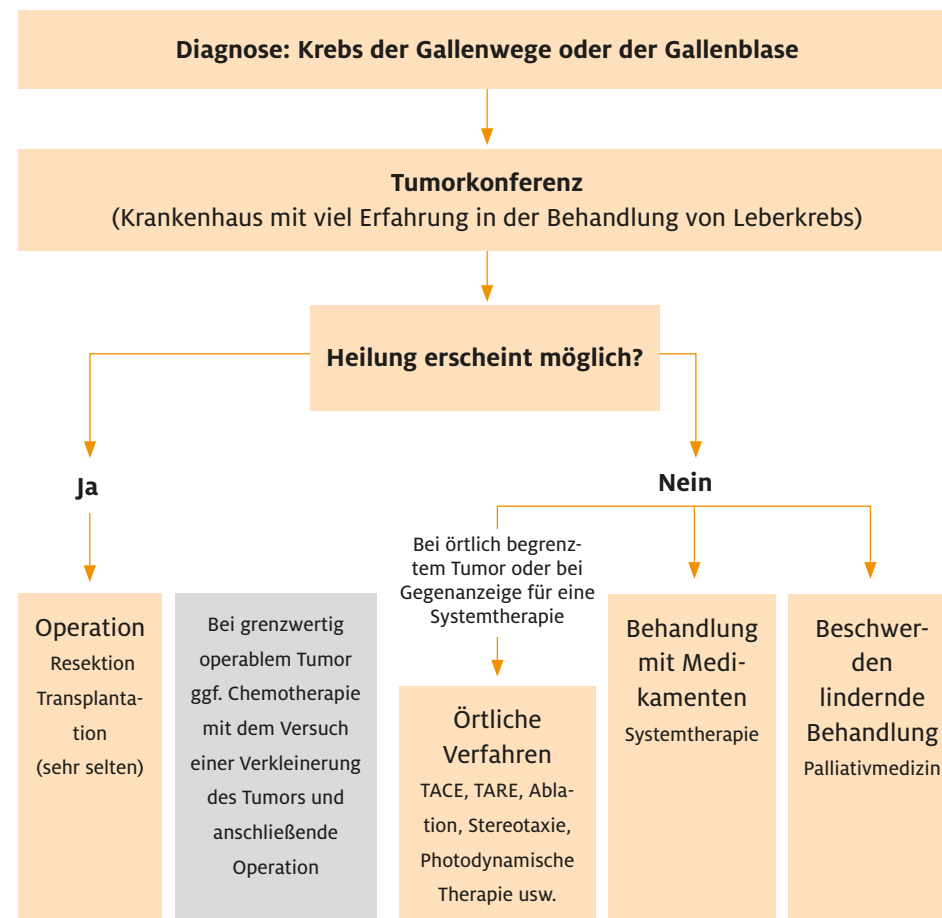 Diagnose: Krebs der Gallenwege oder der Gallenblase
Tumorkonferenz
(Krankenhaus mit viel Erfahrung in der Behandlung von Leberkrebs)
Heilung erscheint möglich?
Ja
Nein
Operation
Resektion
Transplanta-
tion
(sehr selten)
Bei grenzwertig
operablem Tumor
ggf. Chemotherapie
mit dem Versuch
einer Verkleinerung
des Tumors und
anschließende
Operation
Bei örtlich begrenz-
tem Tumor oder bei
Gegenanzeige für eine
Systemtherapie
Örtliche
Verfahren
TACE, TARE, Abla-
tion, Stereotaxie,
Photodynamische
Therapie usw.
Behandlung
mit Medi-
kamenten
Systemtherapie
Beschwer-
den
lindernde
Behandlung
Palliativmedizin